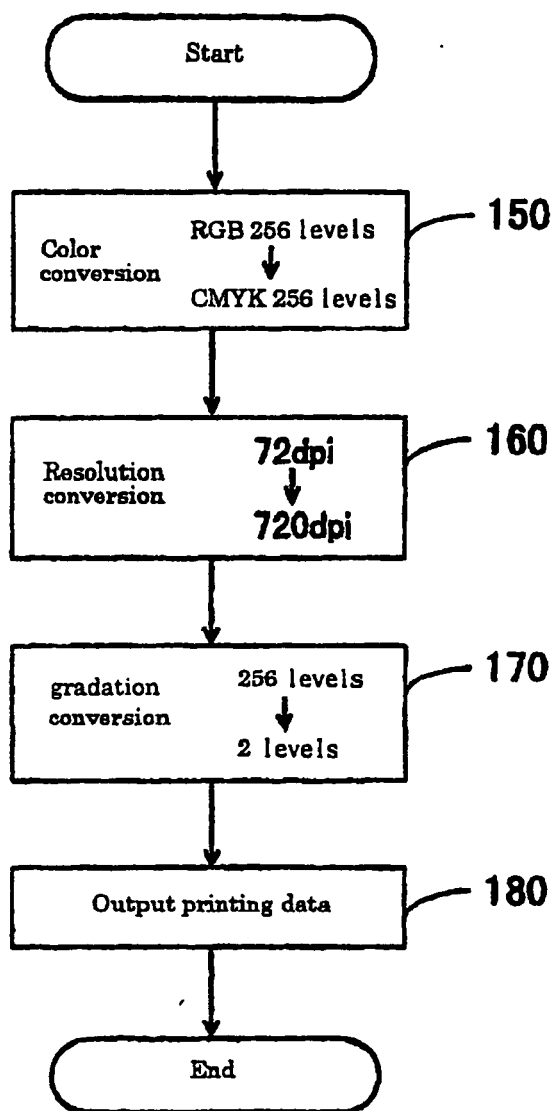 Start
150
RGB 256 levels
Color
conversion
↓
CMYK 256 levels
160
72dpi
Resolution
conversion
↓
720dpi
170
256 levels
gradation
conversion
↓
2 levels
180
Output printing data
End